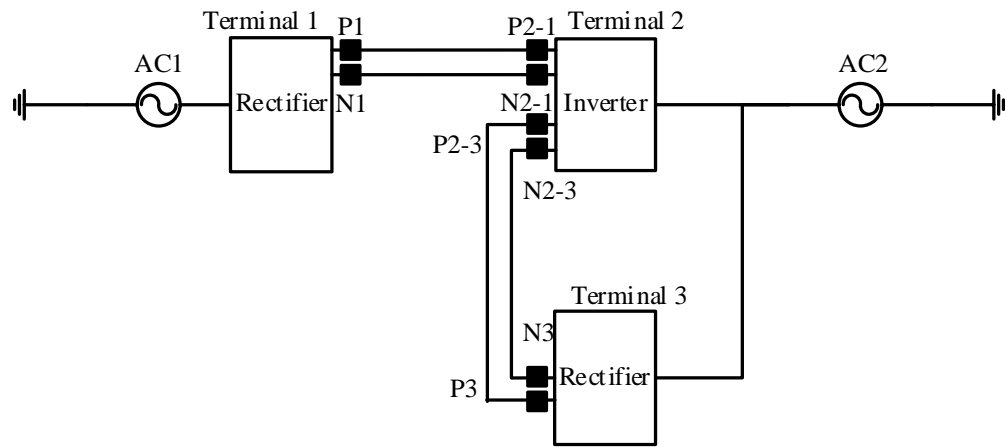 Terminal 1
P1
P2-1
Terminal 2
AC1
AC2
Rectifier
N1
N2-1
Inverter
P2-3
N2-3
Terminal 3
N3
Rectifier
P3